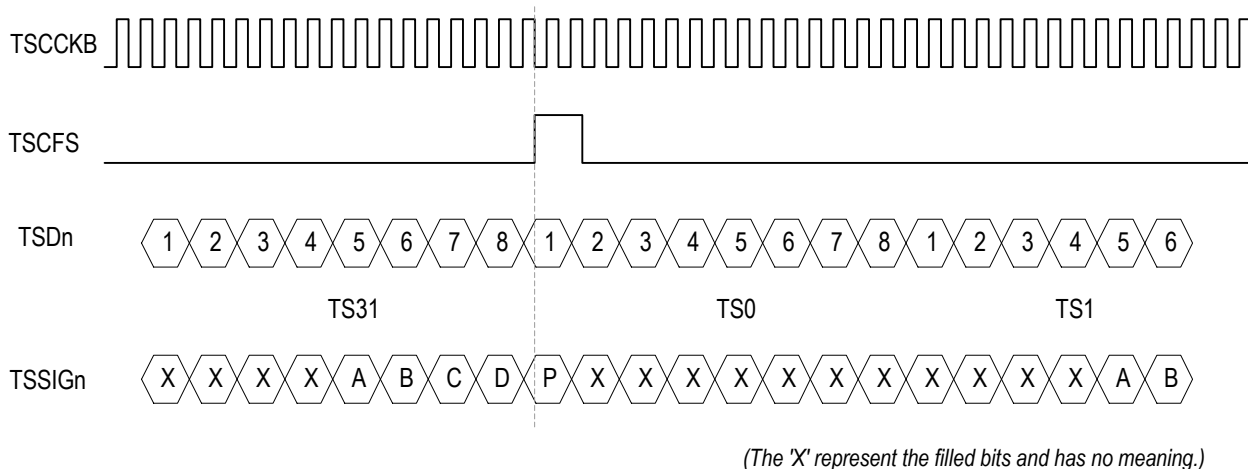 TSCCKB
TSCFS
TSDn 1 2 3 4 5 6 7 8 1 2 3 4 5 6 7 8 1 2 3 4 5 6
TS31 TS0 TS1
TSSIGn X X X X A B C D P X X X X X X X X X X X A B
(The 'X' represent the filled bits and has no meaning.)